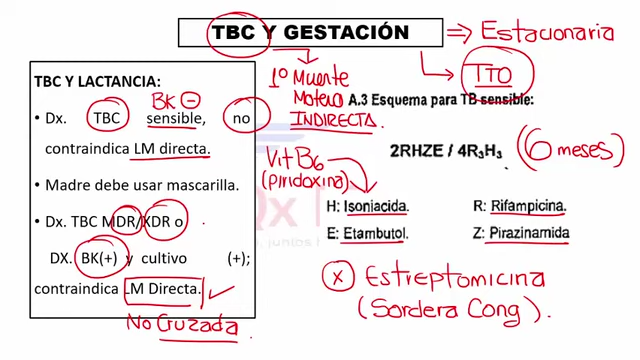 TBC Y GESTACIÓN
⇒ Estacionaria
TTO
TBC Y LACTANCIA:
BK ⊖
• Dx. TBC sensible, no
contraindica LM directa.
• Madre debe usar mascarilla.
• Dx. TBC MDR/XDR o
DX. BK(+) y cultivo (+);
contraindica LM Directa.
No Cruzada.
1º Muerte
Materna
INDIRECTA.
A.3 Esquema para TB sensible:
2RHZE / 4R₃H₃ (6 meses)
Vit B6
(piridoxina)
H: Isoniacida. R: Rifampicina.
E: Etambutol. Z: Pirazinamida
x Estreptomicina
(Sordera Cong).